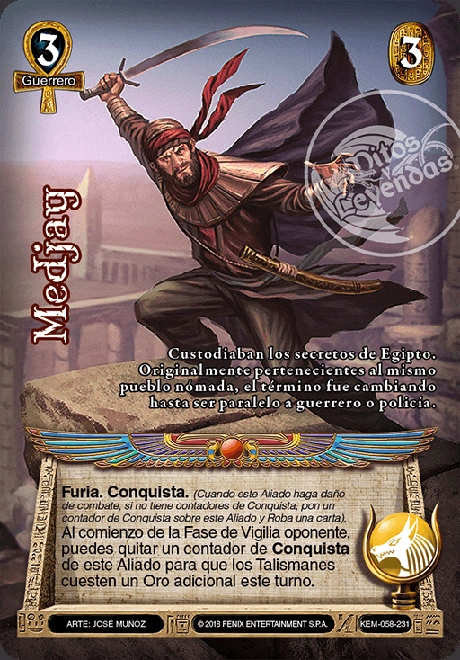 3
Guerrero
3
Mitos y
Leyendas
Medjay
Custodiaban los secretos de Egipto.
Originalmente pertenecientes al mismo
pueblo nómada, el término fue cambiando
hasta ser paralelo a guerrero o policía.
Furia. Conquista. (Cuando este Aliado haga daño
de combate, si no tiene contadores de Conquista, pon un
contador de Conquista sobre este Aliado y Roba una carta).
Al comienzo de la Fase de Vigilia oponente,
puedes quitar un contador de Conquista
de este Aliado para que los Talismanes
cuesten un Oro adicional este turno.
ARTE: JOSÉ MUÑOZ
© 2018 FENIX ENTERTAINMENT S.P.A.
KEM-058-231